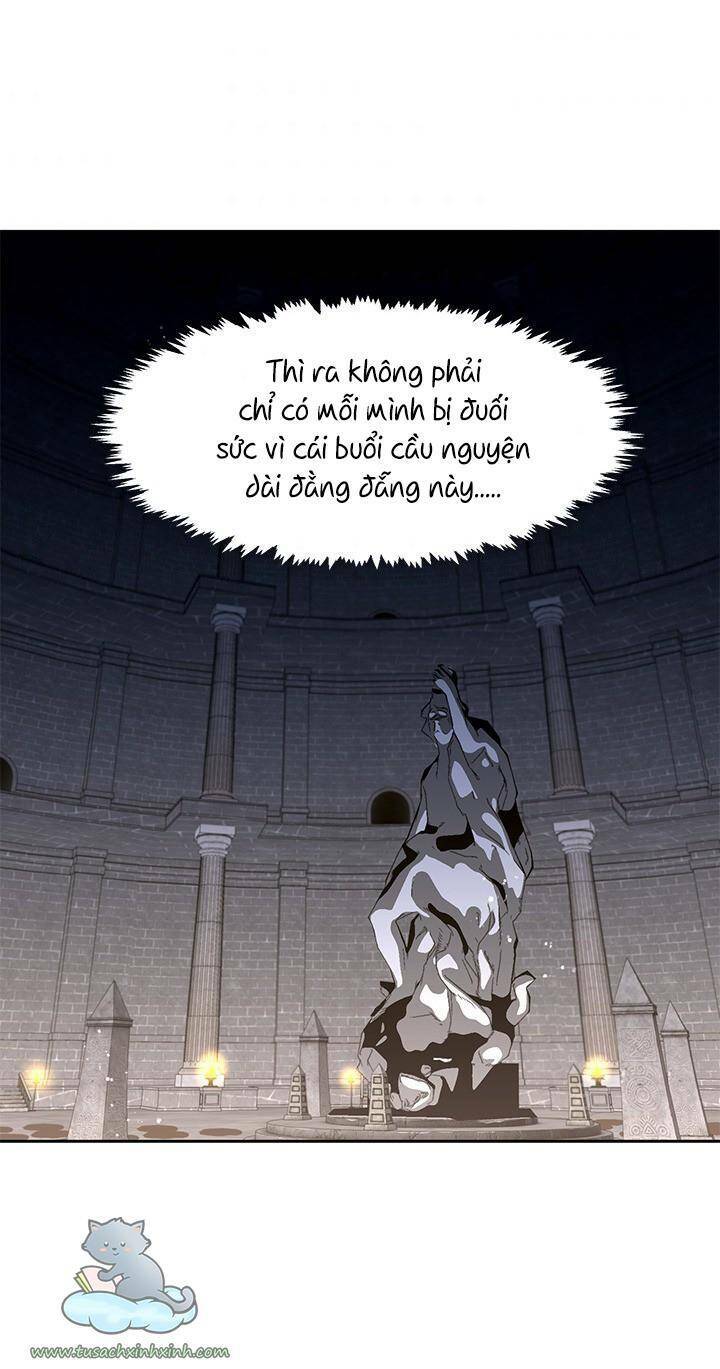 Thì ra không phải
chỉ có mỗi mình bị đuối
sức vì cái buổi cầu nguyện
dài đằng đẵng này.....
www.tusachxinhxinh.com